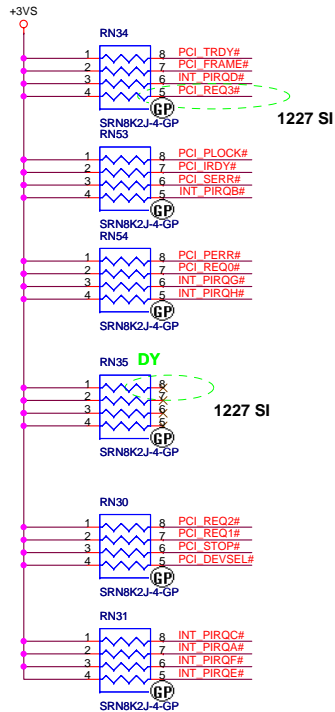 +3VS
RN34
1 8 PCI_TRDY#
2 7 PCI_FRAME#
3 6 INT_PIRQD#
4 5 PCI_REQ3#
GP
SRN8K2J-4-GP
1227 SI
RN53
1 8 PCI_PLOCK#
2 7 PCI_IRDY#
3 6 PCI_SERR#
4 5 INT_PIRQB#
GP
SRN8K2J-4-GP
RN54
1 8 PCI_PERR#
2 7 PCI_REQ0#
3 6 INT_PIRQG#
4 5 INT_PIRQH#
GP
SRN8K2J-4-GP
RN35 DY
1 8
2 7
3 6
4 5
1227 SI
GP
SRN8K2J-4-GP
RN30
1 8 PCI_REQ2#
2 7 PCI_REQ1#
3 6 PCI_STOP#
4 5 PCI_DEVSEL#
GP
SRN8K2J-4-GP
RN31
1 8 INT_PIRQC#
2 7 INT_PIRQA#
3 6 INT_PIRQF#
4 5 INT_PIRQE#
GP
SRN8K2J-4-GP